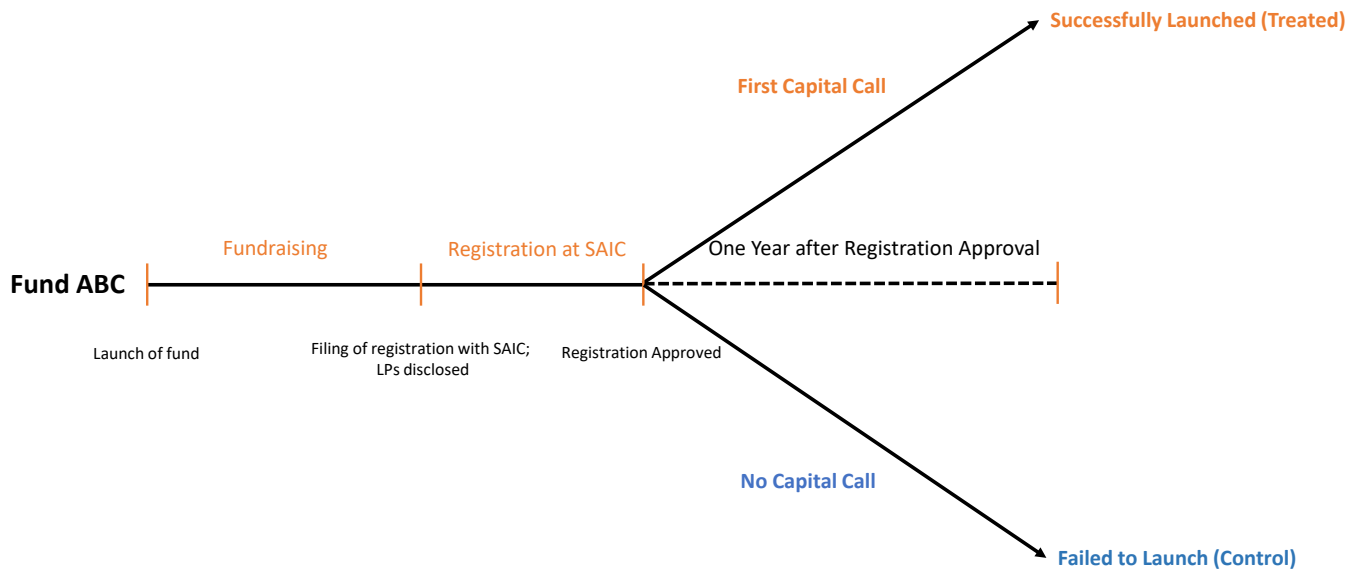 Successfully Launched (Treated)
First Capital Call
Fundraising
Registration at SAIC
One Year after Registration Approval
Fund ABC
Launch of fund
Filing of registration with SAIC;
LPs disclosed
Registration Approved
No Capital Call
Failed to Launch (Control)